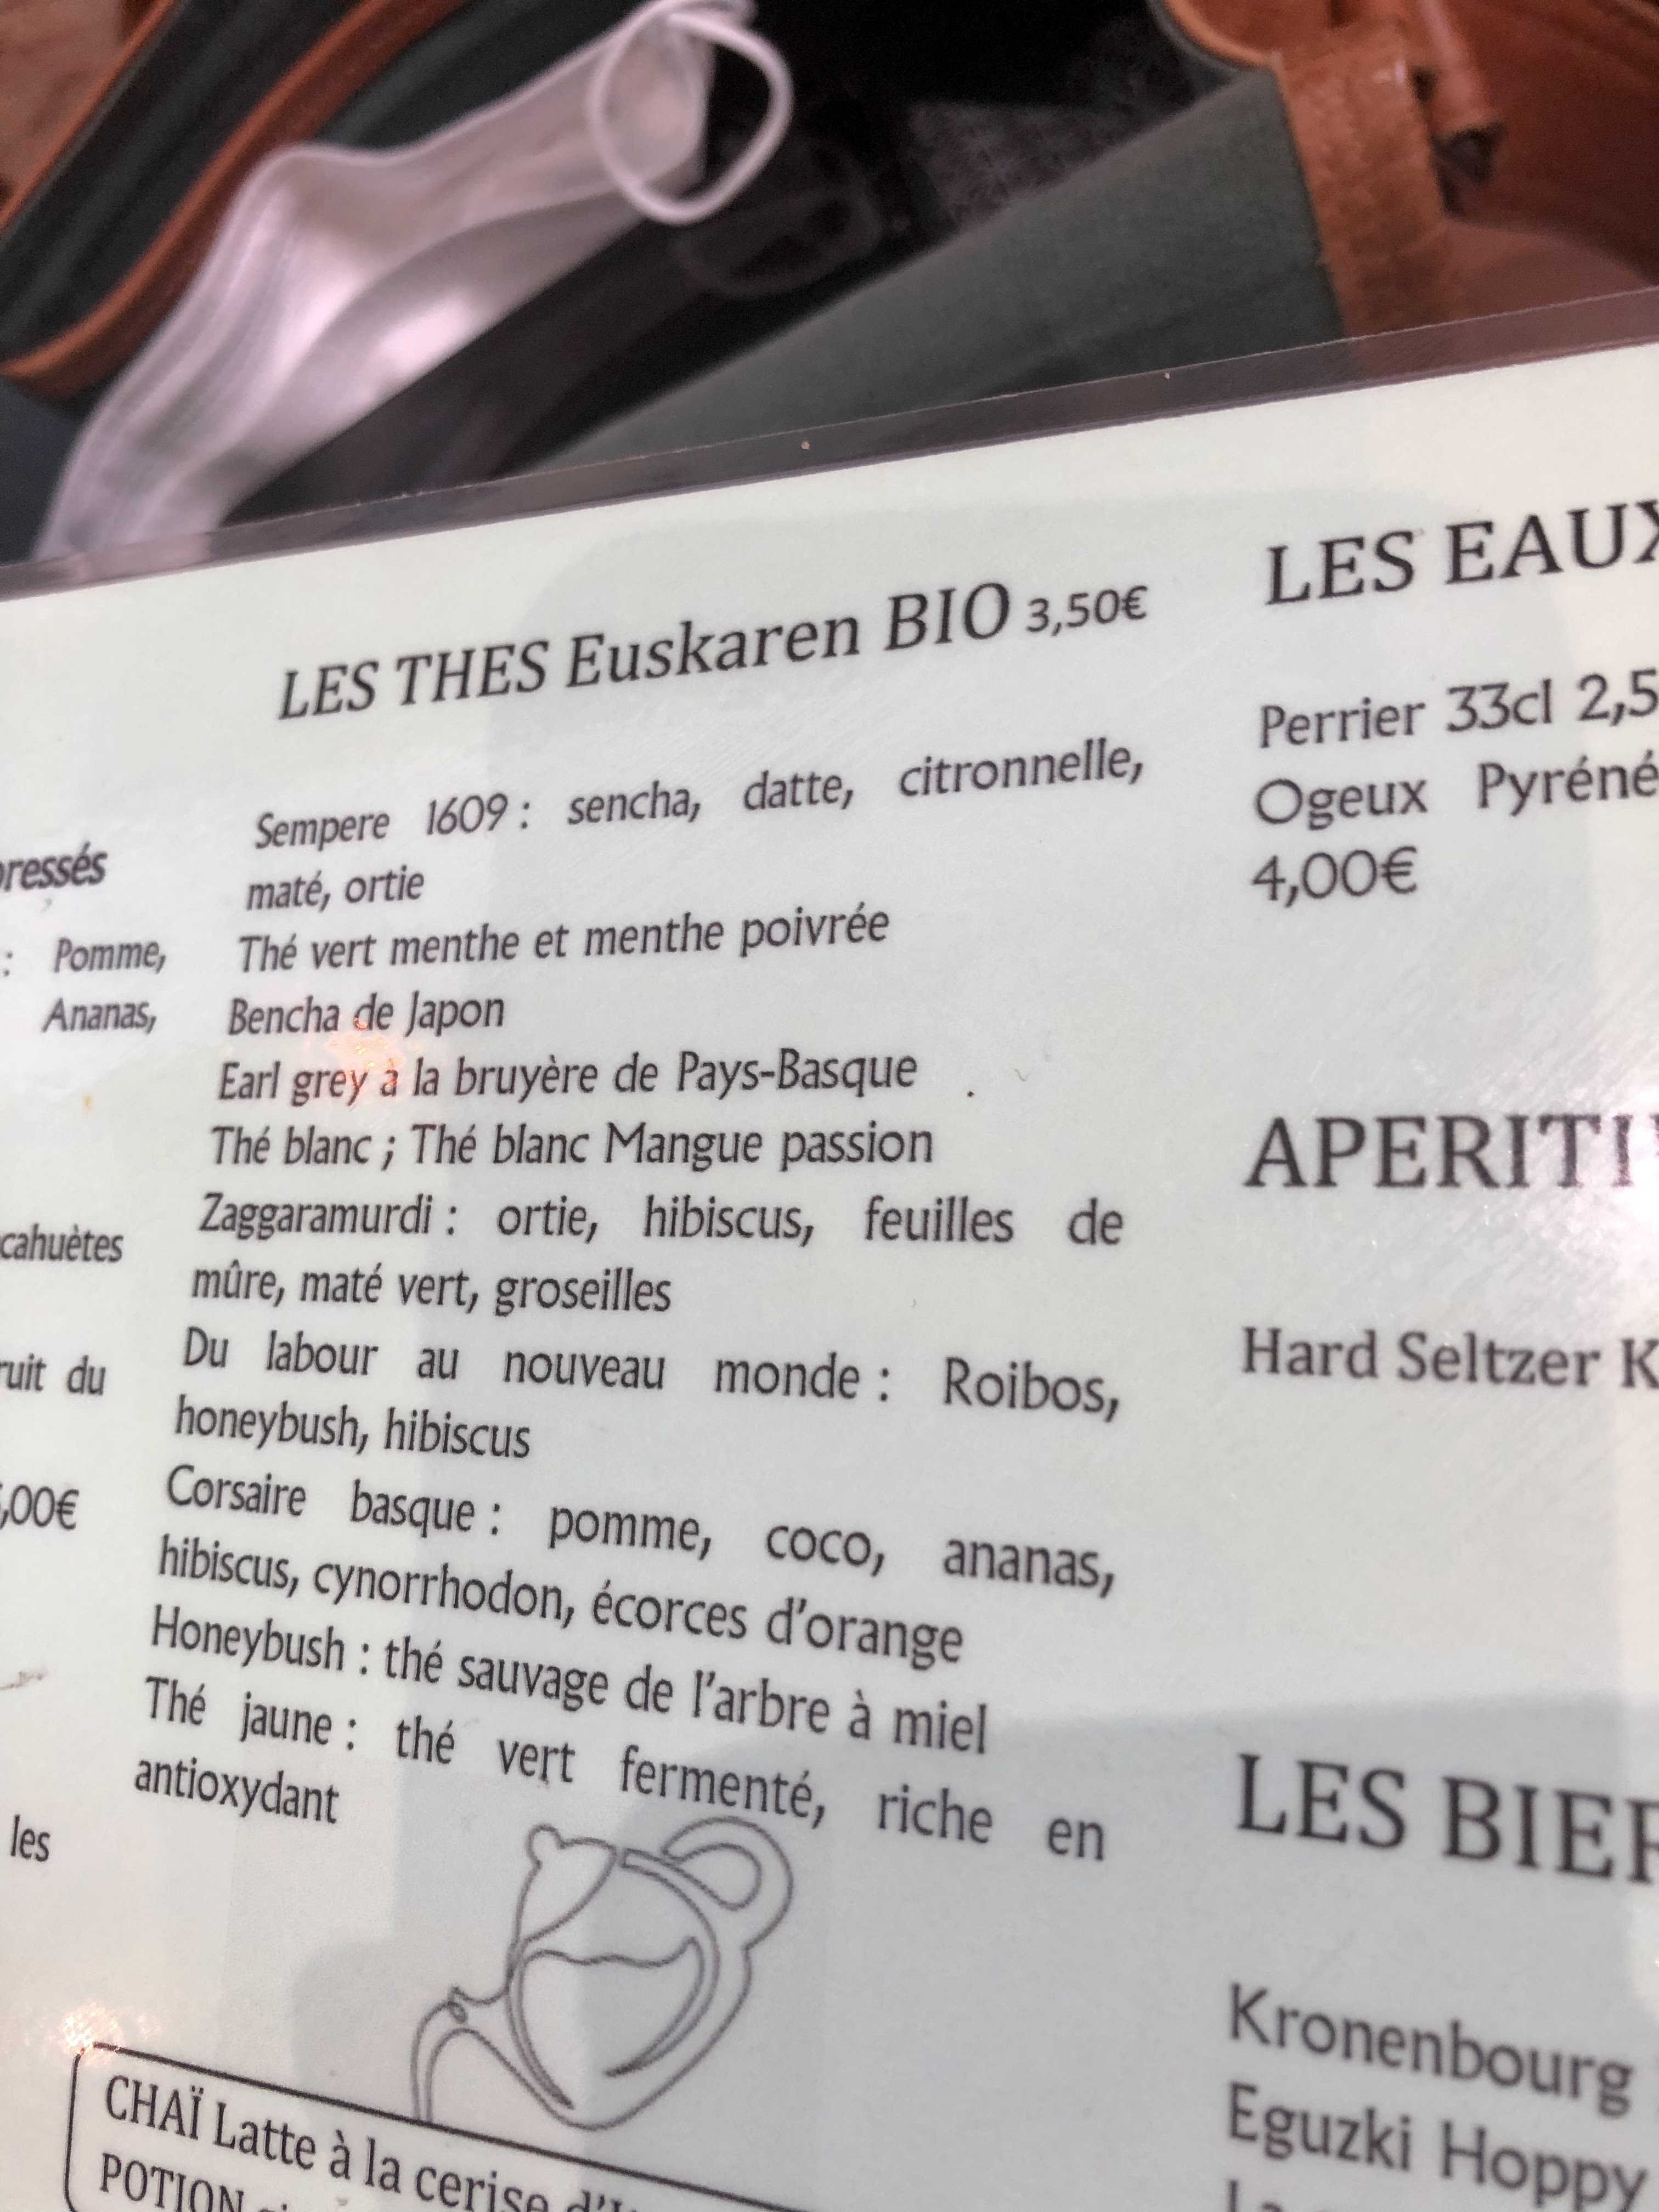 pressés
: Pomme,
Ananas,
cahuètes
ruit du
,00€
les
LES THES Euskaren BIO 3,50€
Sempere 1609 : sencha, datte, citronnelle,
maté, ortie
Thé vert menthe et menthe poivrée
Bencha de Japon
Earl grey à la bruyère de Pays-Basque
Thé blanc ; Thé blanc Mangue passion
Zaggaramurdi : ortie, hibiscus, feuilles de
mûre, maté vert, groseilles
Du labour au nouveau monde : Roibos,
honeybush, hibiscus
Corsaire basque : pomme, coco, ananas,
hibiscus, cynorrhodon, écorces d'orange
Honeybush : thé sauvage de l'arbre à miel
Thé jaune : thé vert fermenté, riche en
antioxydant
CHAÏ Latte à la cerise
POTION
LES EAUX
Perrier 33cl 2,5
Ogeux Pyréné
4,00€
APERITI
Hard Seltzer K
LES BIER
Kronenbourg
Eguzki Hoppy